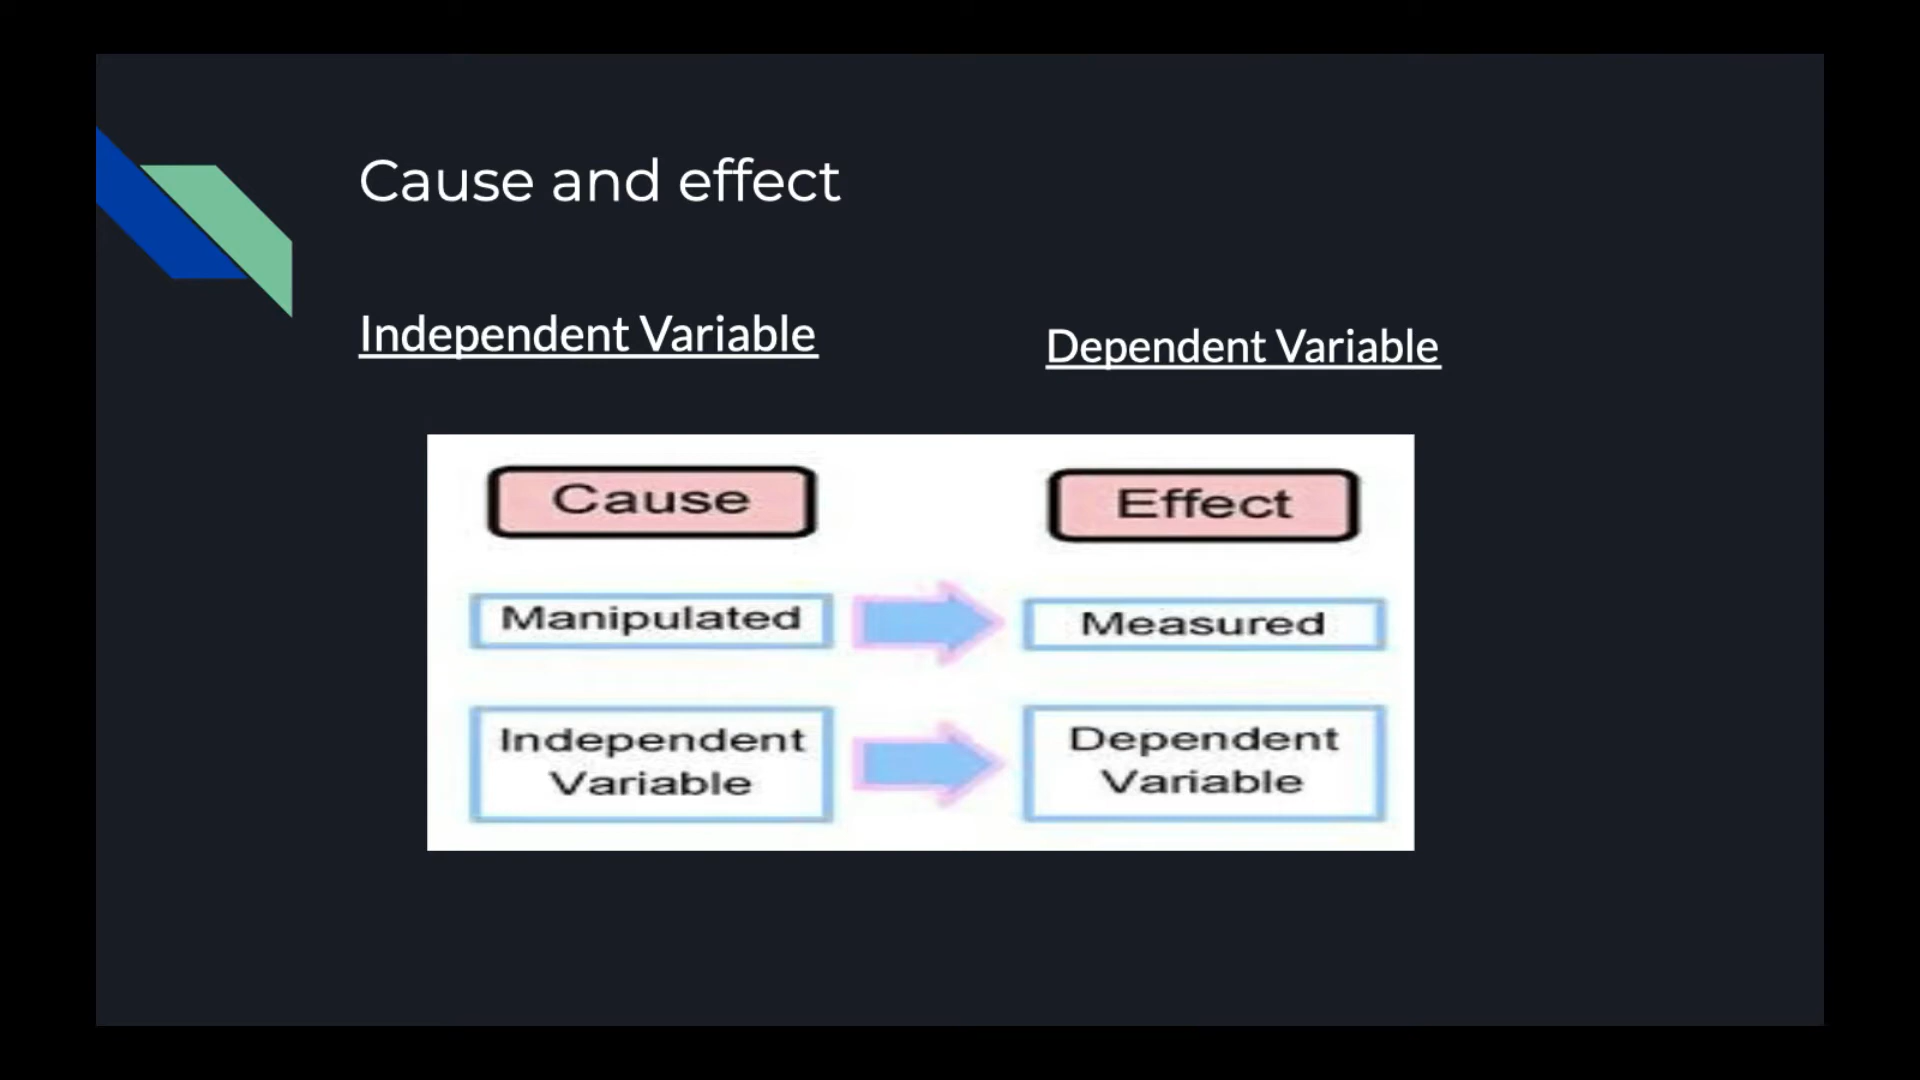 Cause and effect
Independent Variable
Dependent Variable
Cause
Effect
Manipulated
Measured
Independent
Variable
Dependent
Variable